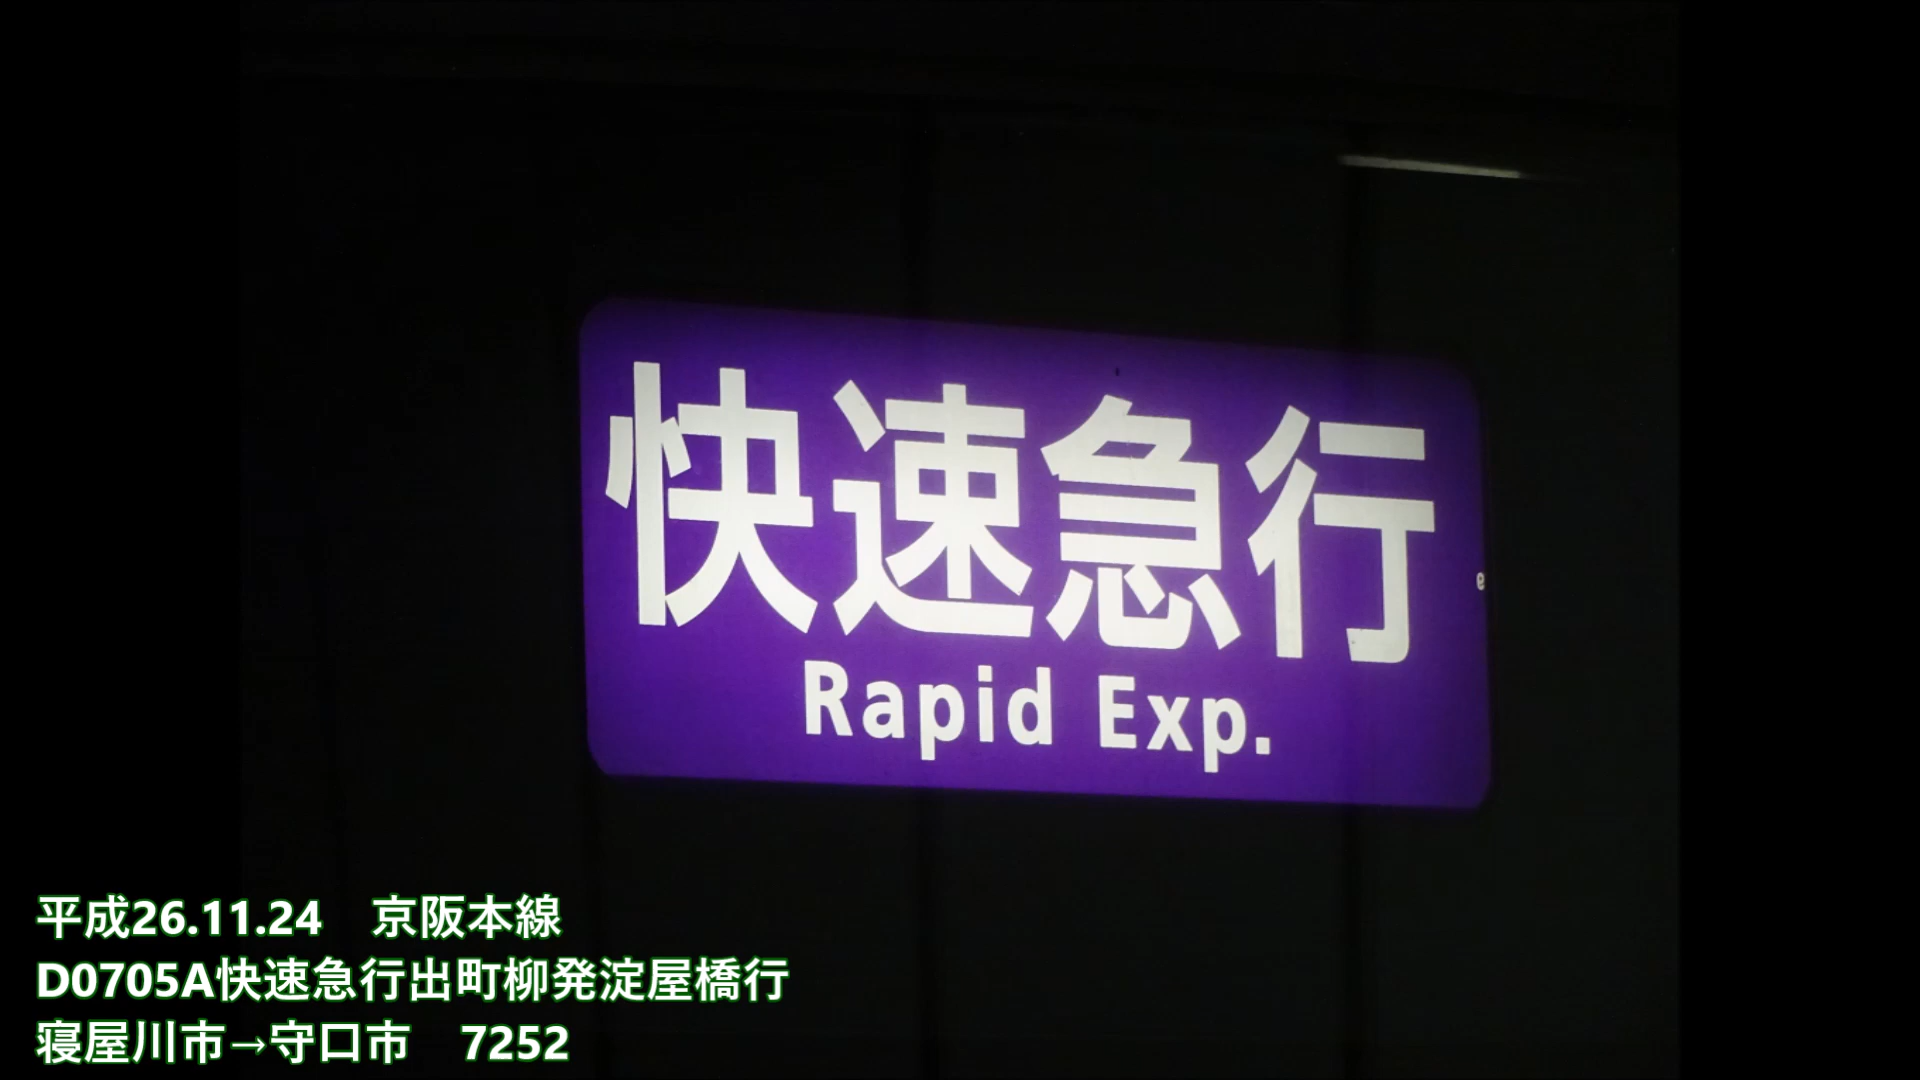 快速急行
Rapid Exp.
平成26.11.24　京阪本線
D0705A快速急行出町柳発淀屋橋行
寝屋川市→守口市　7252